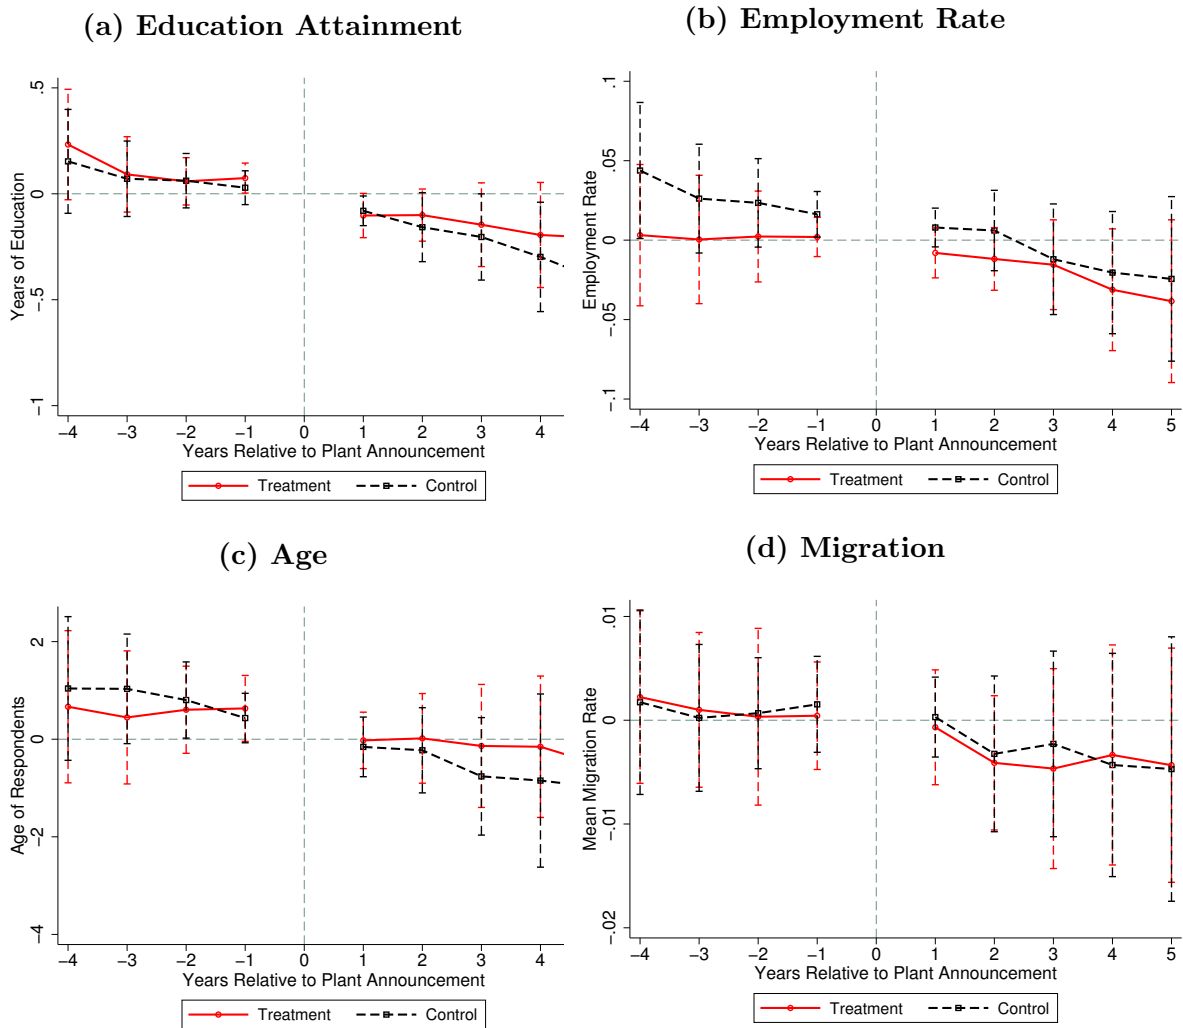 (a) Education Attainment
Years of Education
.5
0
-.5
-1
-4 -3 -2 -1 0 1 2 3 4
Years Relative to Plant Announcement
Treatment Control
(b) Employment Rate
Employment Rate
.1
.05
0
-.05
-.1
-4 -3 -2 -1 0 1 2 3 4 5
Years Relative to Plant Announcement
Treatment Control
(c) Age
Age of Respondents
2
0
-2
-4
-4 -3 -2 -1 0 1 2 3 4
Years Relative to Plant Announcement
Treatment Control
(d) Migration
Mean Migration Rate
.01
0
-.01
-.02
-4 -3 -2 -1 0 1 2 3 4 5
Years Relative to Plant Announcement
Treatment Control